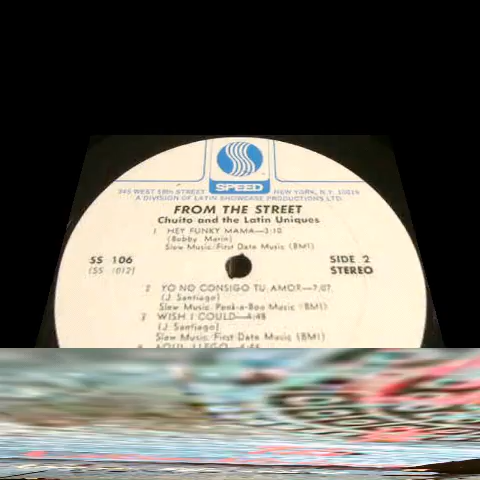 SPEED
WEST STREET NEW YORK, N.Y. 10019
A DIVISION OF LATIN SHOWCASE PRODUCTIONS LTD.
FROM THE STREET
Chuito and the Latin Uniques
1 HEY FUNKY MAMA—3:10
(Bobby Marin)
Slew Music/First Date Music (BMI)
SS 106
(SS 1012)
SIDE 2
STEREO
2 YO NO CONSIGO TU AMOR—7:07
(J. Santiago)
Slew Music/Peek-a-Boo Music (BMI)
3 WISH I COULD—4:48
(J. Santiago)
Slew Music/First Date Music (BMI)
AQUI LLEGO